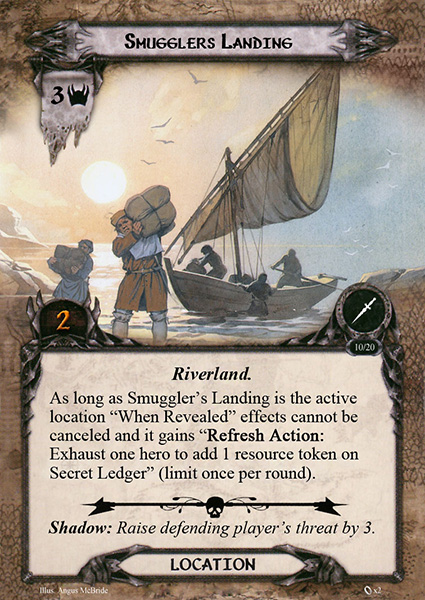 Smugglers Landing
3
2
10/20
Riverland.
As long as Smuggler's Landing is the active
location “When Revealed” effects cannot be
canceled and it gains “Refresh Action:
Exhaust one hero to add 1 resource token on
Secret Ledger” (limit once per round).
Shadow: Raise defending player's threat by 3.
LOCATION
Illus. Angus McBride
x2